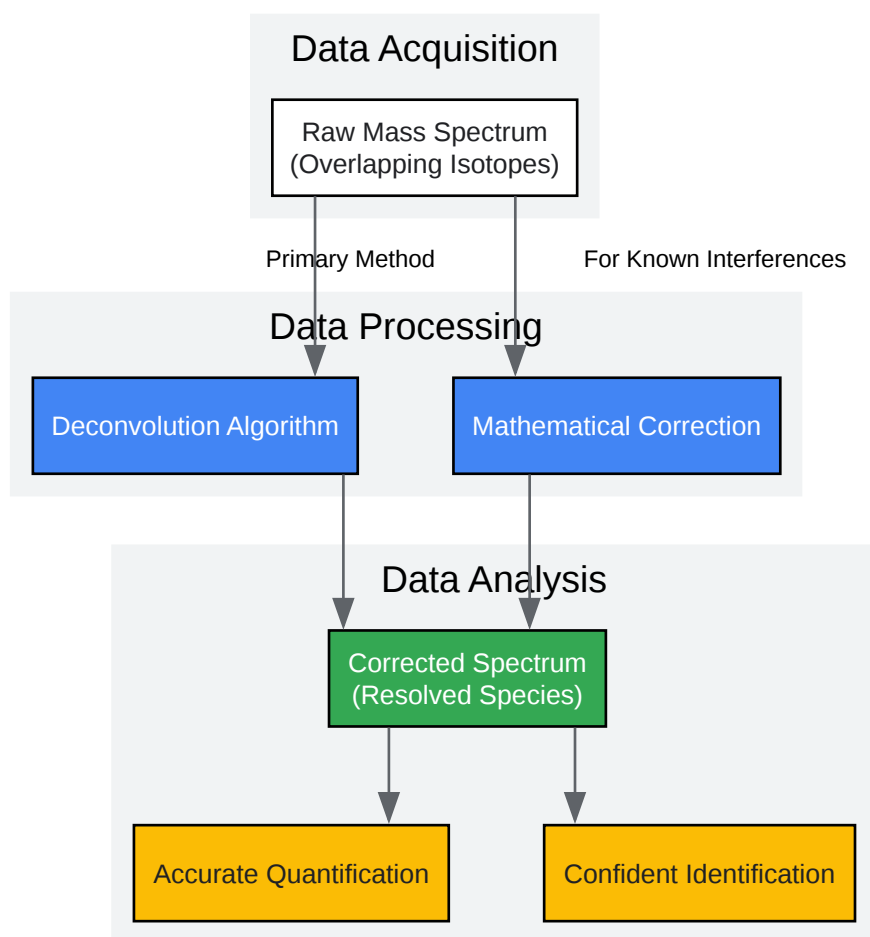 Data Acquisition
Raw Mass Spectrum
(Overlapping Isotopes)
Primary Method
For Known Interferences
Data Processing
Deconvolution Algorithm
Mathematical Correction
Data Analysis
Corrected Spectrum
(Resolved Species)
Accurate Quantification
Confident Identification